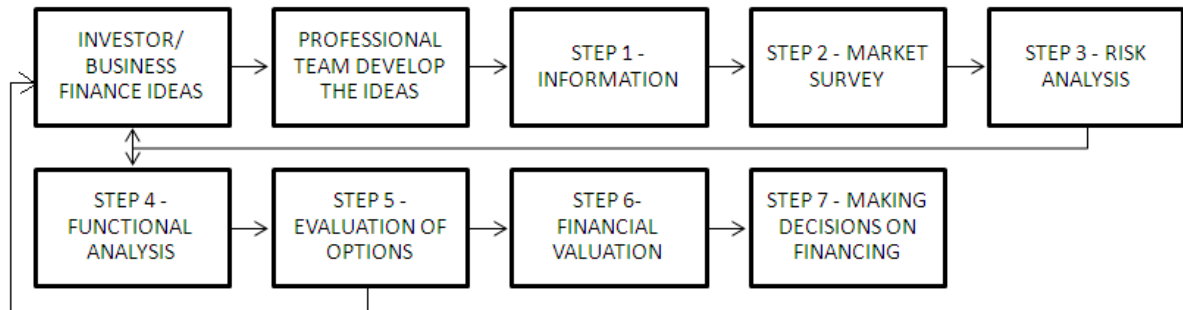 INVESTOR/
BUSINESS
FINANCE IDEAS
PROFESSIONAL
TEAM DEVELOP
THE IDEAS
STEP 1 -
INFORMATION
STEP 2 - MARKET
SURVEY
STEP 3 - RISK
ANALYSIS
STEP 4 -
FUNCTIONAL
ANALYSIS
STEP 5 -
EVALUATION OF
OPTIONS
STEP 6-
FINANCIAL
VALUATION
STEP 7 - MAKING
DECISIONS ON
FINANCING